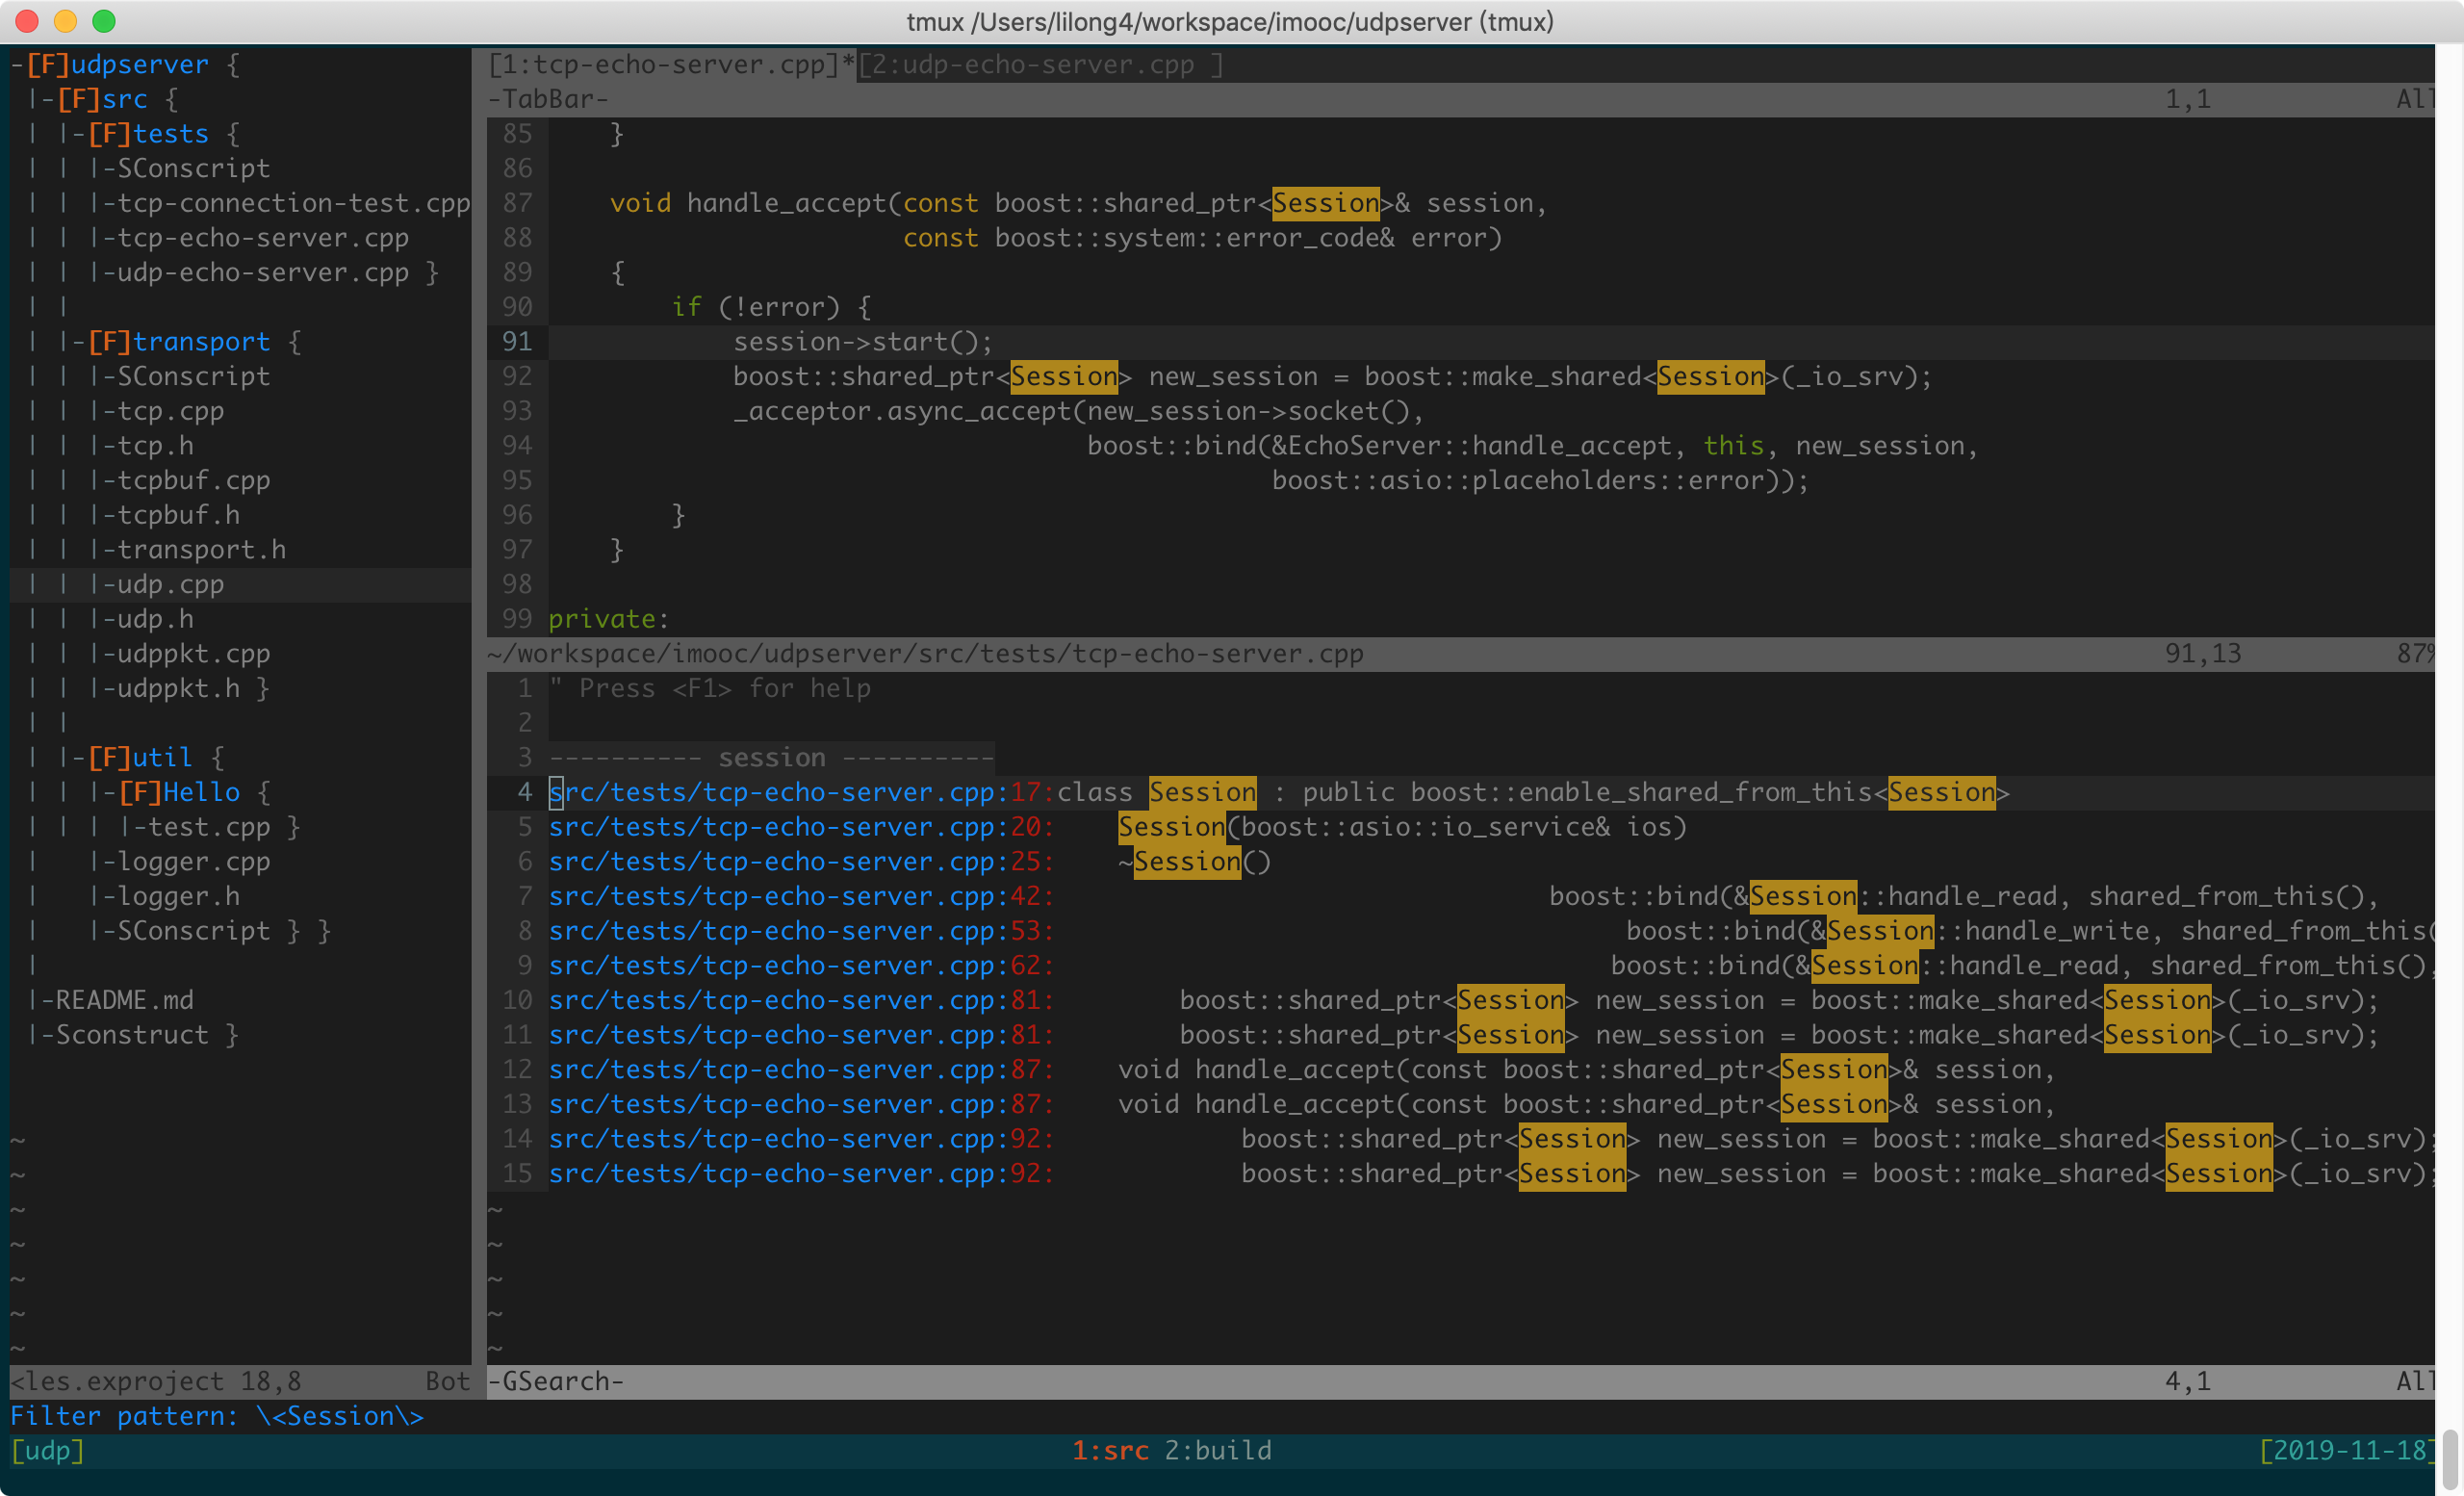 tmux /Users/lilong4/workspace/imooc/udpserver (tmux)
-[F]udpserver {
 |-[F]src {
 | |-[F]tests {
 | | |-SConscript
 | | |-tcp-connection-test.cpp
 | | |-tcp-echo-server.cpp
 | | |-udp-echo-server.cpp }
 | |
 | |-[F]transport {
 | | |-SConscript
 | | |-tcp.cpp
 | | |-tcp.h
 | | |-tcpbuf.cpp
 | | |-tcpbuf.h
 | | |-transport.h
 | | |-udp.cpp
 | | |-udp.h
 | | |-udppkt.cpp
 | | |-udppkt.h }
 | |
 | |-[F]util {
 | | |-[F]Hello {
 | | | |-test.cpp }
 |   |-logger.cpp
 |   |-logger.h
 |   |-SConscript } }
 |
 |-README.md
 |-Sconstruct }
~
~
~
~
~
~
~
<les.exproject 18,8        Bot
[1:tcp-echo-server.cpp]*[2:udp-echo-server.cpp ]
-TabBar-    1,1    All
85     }
86
87     void handle_accept(const boost::shared_ptr<Session>& session,
88                        const boost::system::error_code& error)
89     {
90         if (!error) {
91             session->start();
92             boost::shared_ptr<Session> new_session = boost::make_shared<Session>(_io_srv);
93             _acceptor.async_accept(new_session->socket(),
94                                    boost::bind(&EchoServer::handle_accept, this, new_session,
95                                                boost::asio::placeholders::error));
96         }
97     }
98
99 private:
~/workspace/imooc/udpserver/src/tests/tcp-echo-server.cpp    91,13    87%
1 " Press <F1> for help
2
3 ---------- session ----------
4 src/tests/tcp-echo-server.cpp:17:class Session : public boost::enable_shared_from_this<Session>
5 src/tests/tcp-echo-server.cpp:20:    Session(boost::asio::io_service& ios)
6 src/tests/tcp-echo-server.cpp:25:    ~Session()
7 src/tests/tcp-echo-server.cpp:42:                                boost::bind(&Session::handle_read, shared_from_this(),
8 src/tests/tcp-echo-server.cpp:53:                                     boost::bind(&Session::handle_write, shared_from_this(
9 src/tests/tcp-echo-server.cpp:62:                                    boost::bind(&Session::handle_read, shared_from_this(),
10 src/tests/tcp-echo-server.cpp:81:        boost::shared_ptr<Session> new_session = boost::make_shared<Session>(_io_srv);
11 src/tests/tcp-echo-server.cpp:81:        boost::shared_ptr<Session> new_session = boost::make_shared<Session>(_io_srv);
12 src/tests/tcp-echo-server.cpp:87:    void handle_accept(const boost::shared_ptr<Session>& session,
13 src/tests/tcp-echo-server.cpp:87:    void handle_accept(const boost::shared_ptr<Session>& session,
14 src/tests/tcp-echo-server.cpp:92:            boost::shared_ptr<Session> new_session = boost::make_shared<Session>(_io_srv);
15 src/tests/tcp-echo-server.cpp:92:            boost::shared_ptr<Session> new_session = boost::make_shared<Session>(_io_srv);
~
~
~
~
~
-GSearch-    4,1    All
Filter pattern: \<Session\>
[udp]    1:src 2:build    [2019-11-18]